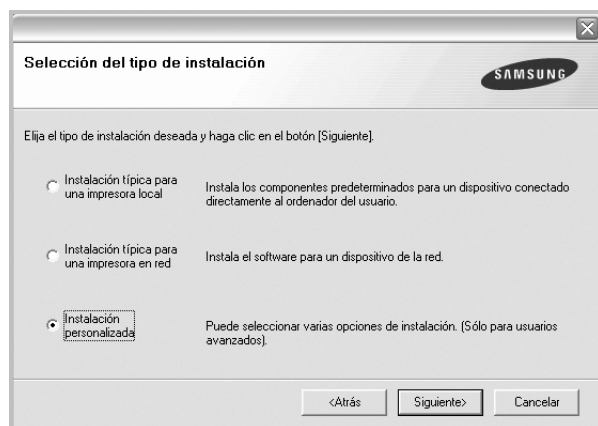 Selección del tipo de instalación
SAMSUNG
Elija el tipo de instalación deseada y haga clic en el botón [Siguiente].
Instalación típica para
una impresora local
Instala los componentes predeterminados para un dispositivo conectado
directamente al ordenador del usuario.
Instalación típica para
una impresora en red
Instala el software para un dispositivo de la red.
Instalación
personalizada
Puede seleccionar varias opciones de instalación. (Sólo para usuarios
avanzados).
<Atrás
Siguiente>
Cancelar